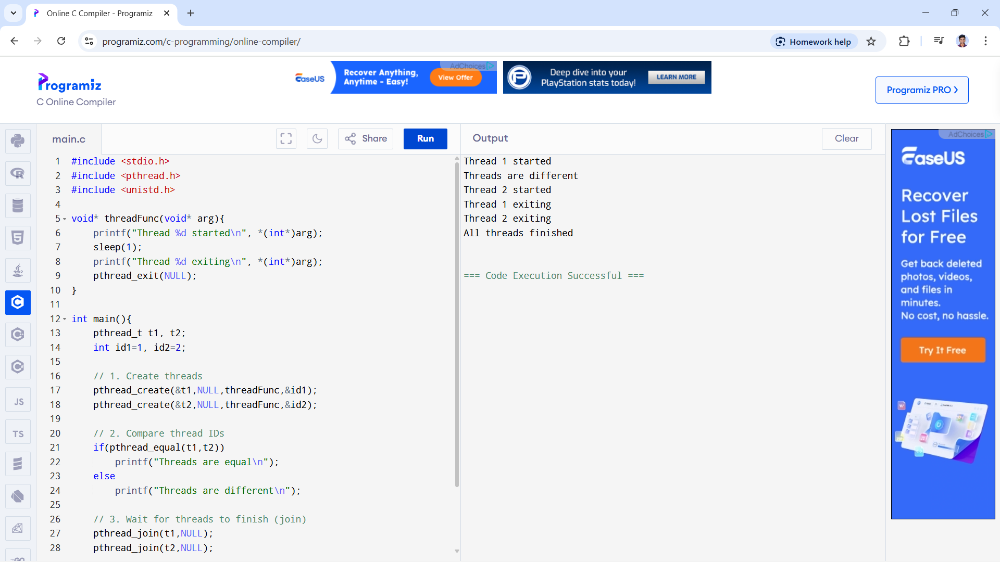 Online C Compiler - Programiz
programiz.com/c-programming/online-compiler/
Homework help
Programiz
C Online Compiler
EaseUS
Recover Anything,
Anytime - Easy!
View Offer
AdChoices
Deep dive into your
PlayStation stats today!
LEARN MORE
Programiz PRO
main.c
Share
Run
Output
Clear
1 #include <stdio.h>
2 #include <pthread.h>
3 #include <unistd.h>
4
5 void* threadFunc(void* arg){
6 printf("Thread %d started\n", *(int*)arg);
7 sleep(1);
8 printf("Thread %d exiting\n", *(int*)arg);
9 pthread_exit(NULL);
10 }
11
12 int main(){
13 pthread_t t1, t2;
14 int id1=1, id2=2;
15
16 // 1. Create threads
17 pthread_create(&t1,NULL,threadFunc,&id1);
18 pthread_create(&t2,NULL,threadFunc,&id2);
19
20 // 2. Compare thread IDs
21 if(pthread_equal(t1,t2))
22 printf("Threads are equal\n");
23 else
24 printf("Threads are different\n");
25
26 // 3. Wait for threads to finish (join)
27 pthread_join(t1,NULL);
28 pthread_join(t2,NULL);
Thread 1 started
Threads are different
Thread 2 started
Thread 1 exiting
Thread 2 exiting
All threads finished
=== Code Execution Successful ===
R
5
C
JS
TS
AdChoices
EaseUS
Recover
Lost Files
for Free
Get back deleted
photos, videos,
and files in
minutes.
No cost, no hassle.
Try It Free